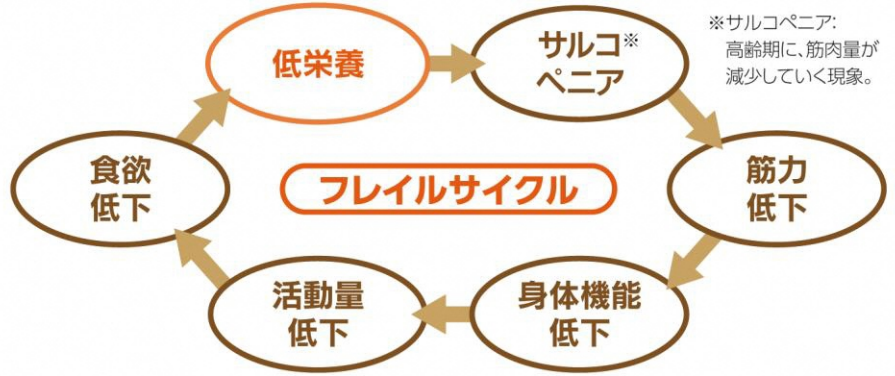 低栄養
サルコ※
ペニア
※サルコペニア:
高齢期に、筋肉量が
減少していく現象。
食欲
低下
フレイルサイクル
筋力
低下
活動量
低下
身体機能
低下